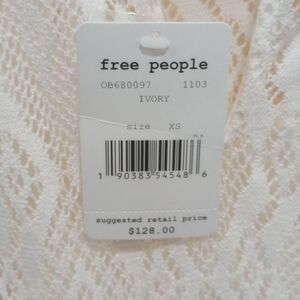 free people
OB680097 1103
IVORY
size XS
1 90383 54548 6
suggested retail price
$128.00